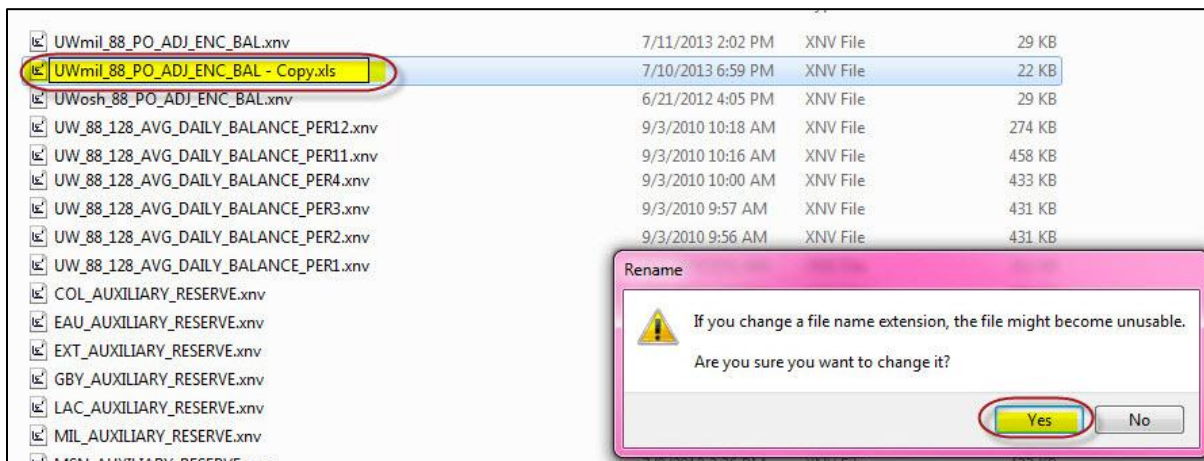 UWmil_88_PO_ADJ_ENC_BAL.xnv 7/11/2013 2:02 PM XNV File 29 KB
UWmil_88_PO_ADJ_ENC_BAL - Copy.xls 7/10/2013 6:59 PM XNV File 22 KB
UWosh_88_PO_ADJ_ENC_BAL.xnv 6/21/2012 4:05 PM XNV File 29 KB
UW_88_128_AVG_DAILY_BALANCE_PER12.xnv 9/3/2010 10:18 AM XNV File 274 KB
UW_88_128_AVG_DAILY_BALANCE_PER11.xnv 9/3/2010 10:16 AM XNV File 458 KB
UW_88_128_AVG_DAILY_BALANCE_PER4.xnv 9/3/2010 10:00 AM XNV File 433 KB
UW_88_128_AVG_DAILY_BALANCE_PER3.xnv 9/3/2010 9:57 AM XNV File 431 KB
UW_88_128_AVG_DAILY_BALANCE_PER2.xnv 9/3/2010 9:56 AM XNV File 431 KB
UW_88_128_AVG_DAILY_BALANCE_PER1.xnv
COL_AUXILIARY_RESERVE.xnv
EAU_AUXILIARY_RESERVE.xnv
EXT_AUXILIARY_RESERVE.xnv
GBY_AUXILIARY_RESERVE.xnv
LAC_AUXILIARY_RESERVE.xnv
MIL_AUXILIARY_RESERVE.xnv
Rename
If you change a file name extension, the file might become unusable.
Are you sure you want to change it?
Yes No